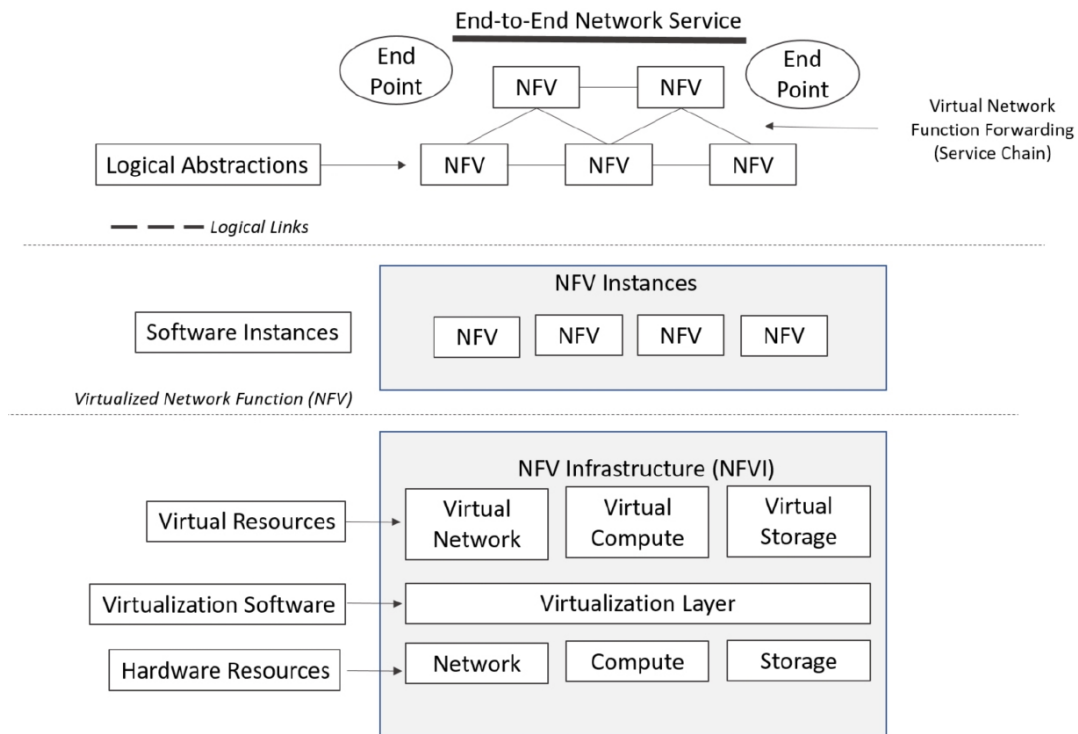 End-to-End Network Service
End
Point
End
Point
NFV
NFV
Virtual Network
Function Forwarding
(Service Chain)
Logical Abstractions
NFV
NFV
NFV
Logical Links
NFV Instances
Software Instances
NFV
NFV
NFV
NFV
Virtualized Network Function (NFV)
NFV Infrastructure (NFVI)
Virtual Resources
Virtual
Network
Virtual
Compute
Virtual
Storage
Virtualization Software
Virtualization Layer
Hardware Resources
Network
Compute
Storage